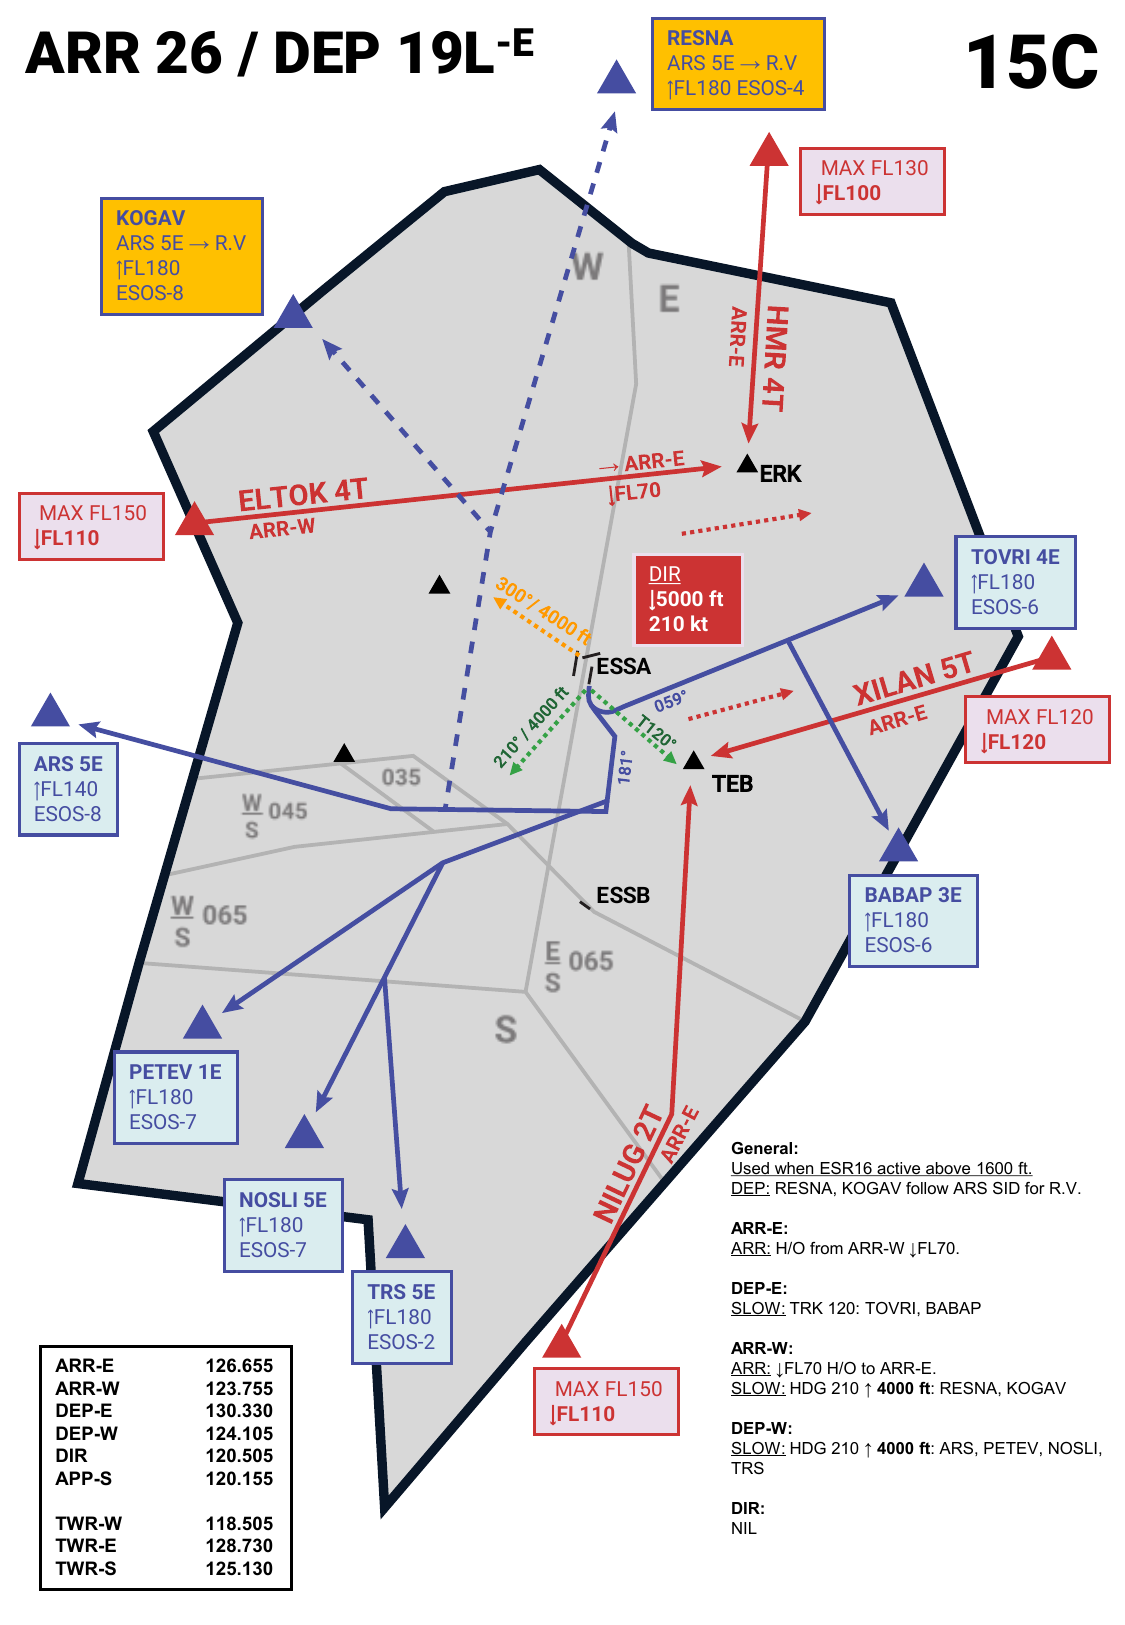 ARR 26 / DEP 19L-E
15C
RESNA
ARS 5E → R.V
↑FL180 ESOS-4
MAX FL130
↓FL100
KOGAV
ARS 5E → R.V
↑FL180
ESOS-8
W
E
HMR 4T
ARR-E
→ ARR-E
↓FL70
ERK
ELTOK 4T
ARR-W
MAX FL150
↓FL110
DIR
↓5000 ft
210 kt
TOVRI 4E
↑FL180
ESOS-6
300°/ 4000 ft
ESSA
059°
XILAN 5T
ARR-E
MAX FL120
↓FL120
210° / 4000 ft
T120°
181°
TEB
ARS 5E
↑FL140
ESOS-8
035
W
S
045
W
S
065
ESSB
E
S
065
S
BABAP 3E
↑FL180
ESOS-6
PETEV 1E
↑FL180
ESOS-7
NOSLI 5E
↑FL180
ESOS-7
TRS 5E
↑FL180
ESOS-2
NILUG 2T
ARR-E
MAX FL150
↓FL110
General:
Used when ESR16 active above 1600 ft.
DEP: RESNA, KOGAV follow ARS SID for R.V.
ARR-E:
ARR: H/O from ARR-W ↓FL70.
DEP-E:
SLOW: TRK 120: TOVRI, BABAP
ARR-W:
ARR: ↓FL70 H/O to ARR-E.
SLOW: HDG 210 ↑ 4000 ft: RESNA, KOGAV
DEP-W:
SLOW: HDG 210 ↑ 4000 ft: ARS, PETEV, NOSLI,
TRS
DIR:
NIL
ARR-E 126.655
ARR-W 123.755
DEP-E 130.330
DEP-W 124.105
DIR 120.505
APP-S 120.155
TWR-W 118.505
TWR-E 128.730
TWR-S 125.130